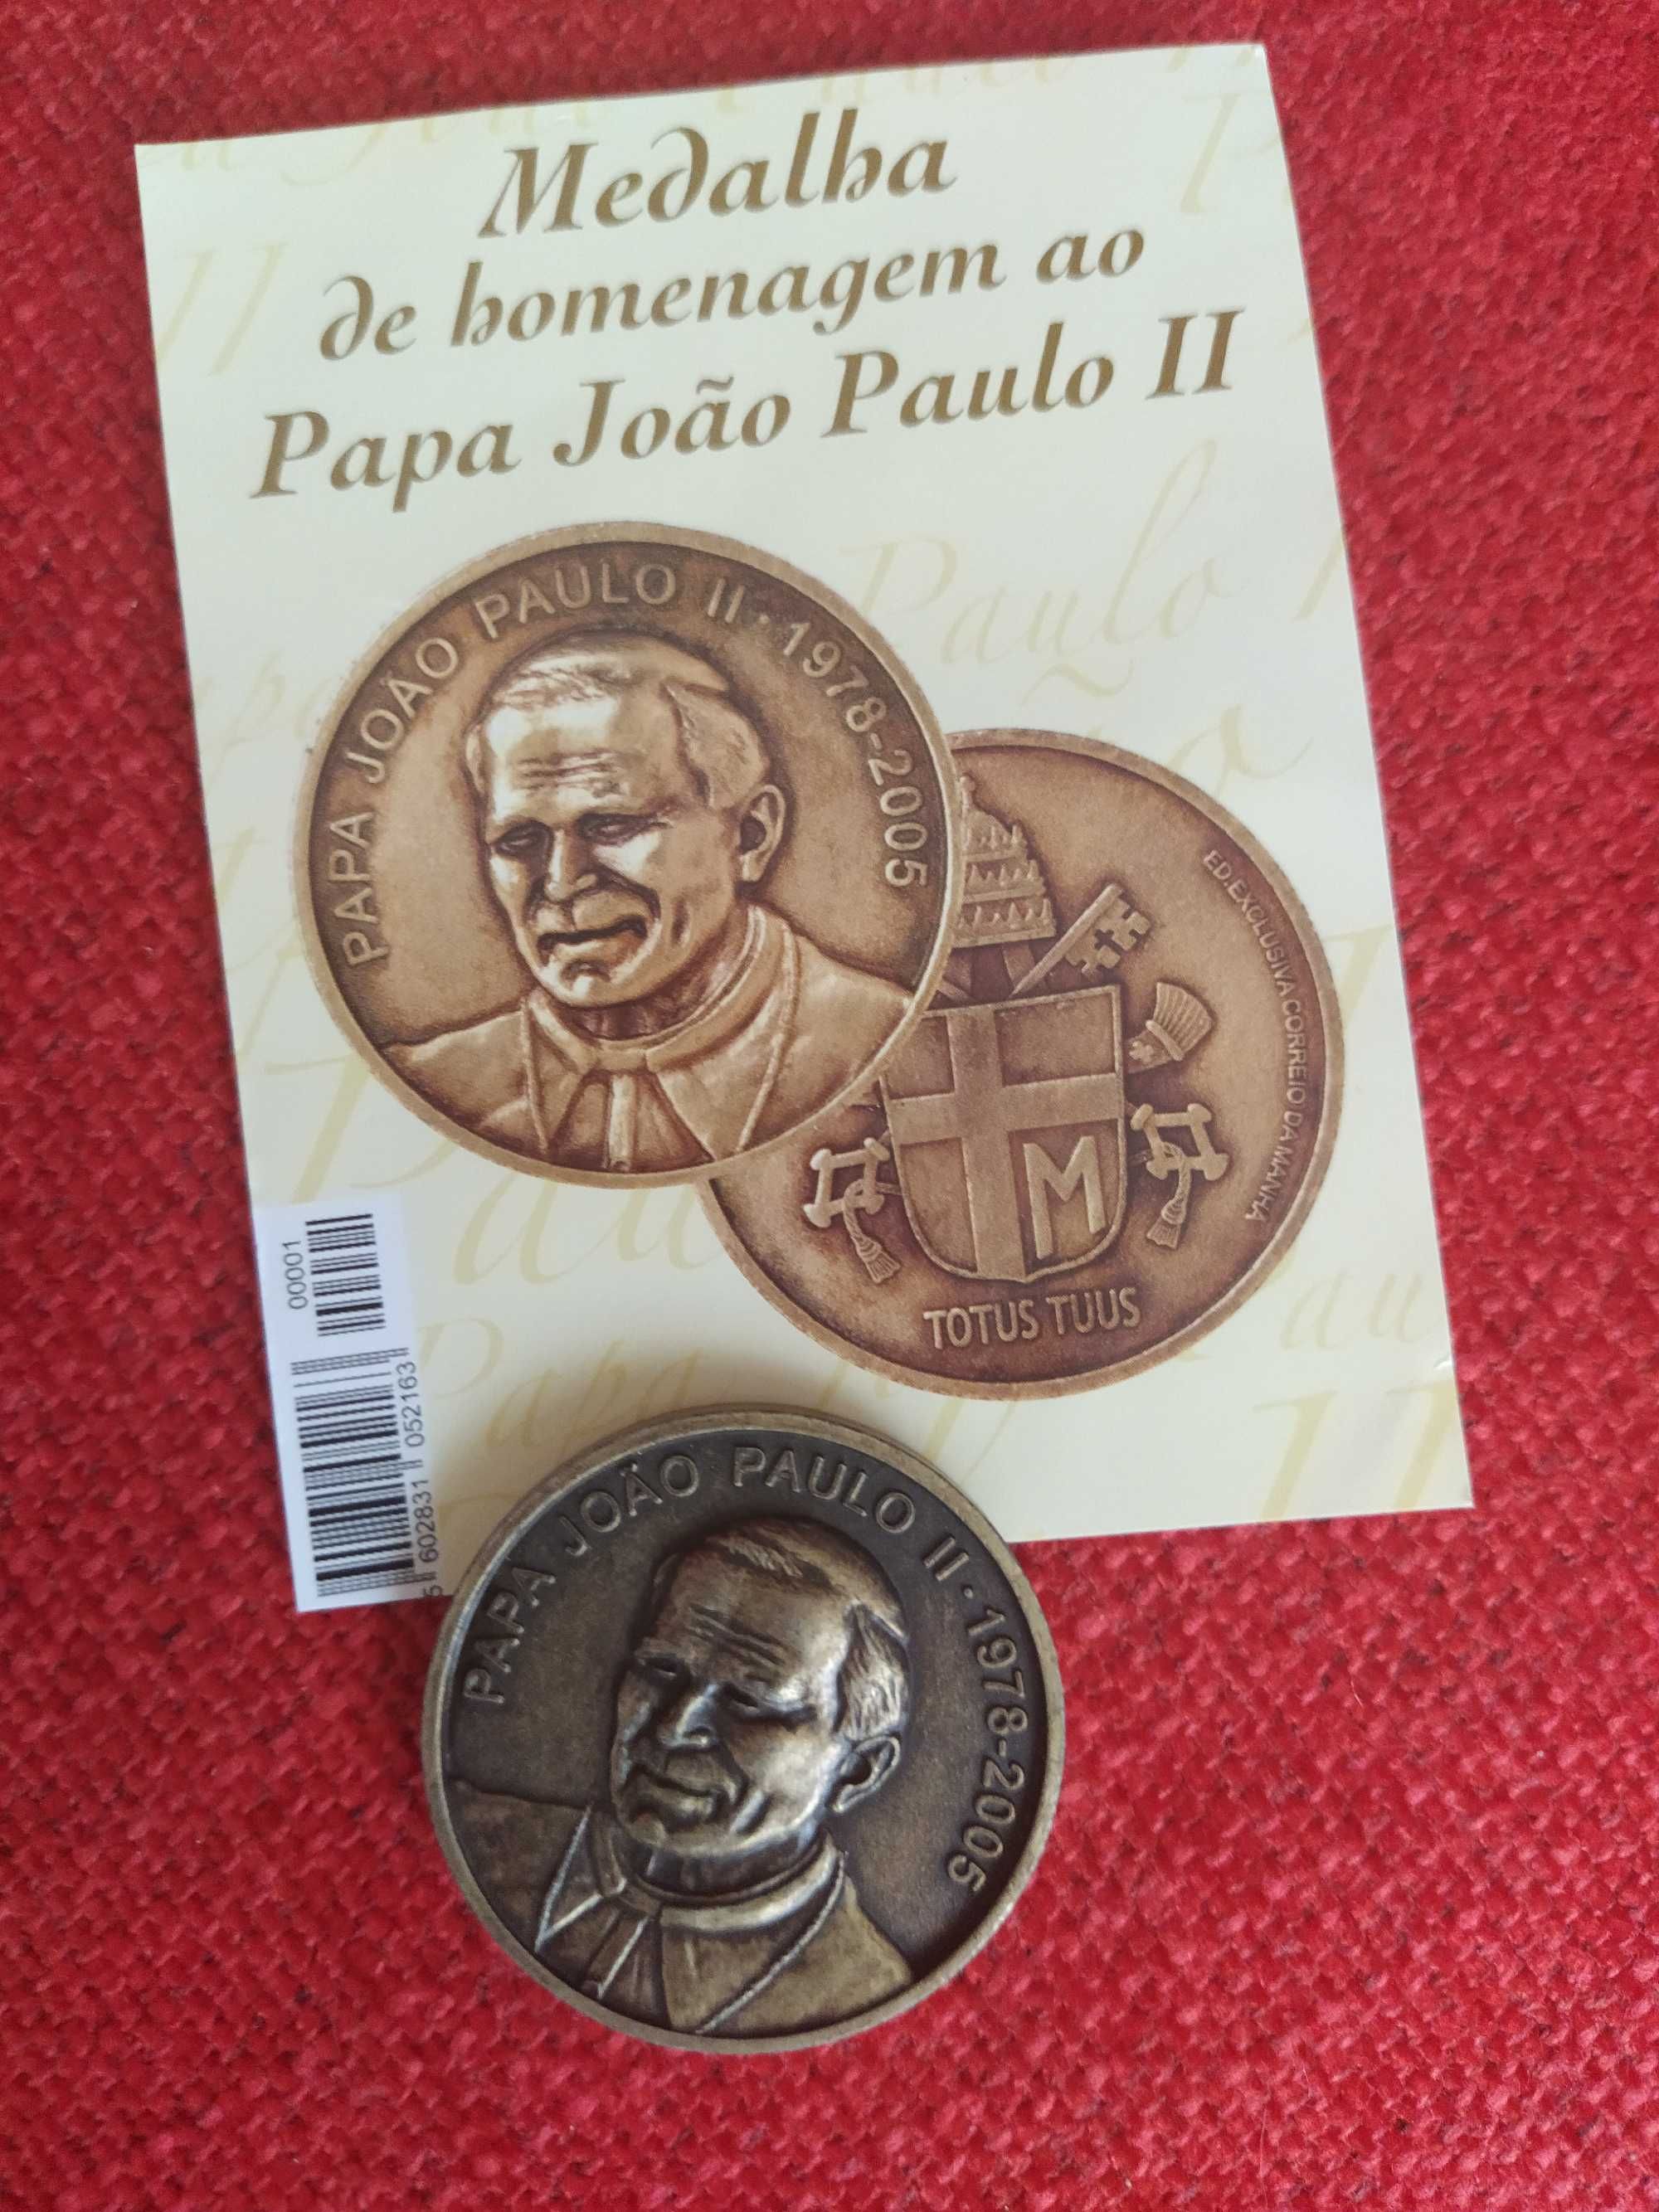 Medalha
de homenagem ao
Papa João Paulo II
PAPA JOÃO PAULO II · 1978-2005
ED.EXCLUSIVA CORREIO DA MANHÃ
M
TOTUS TUUS
00001
5 602831 052163
PAPA JOÃO PAULO II · 1978-2005